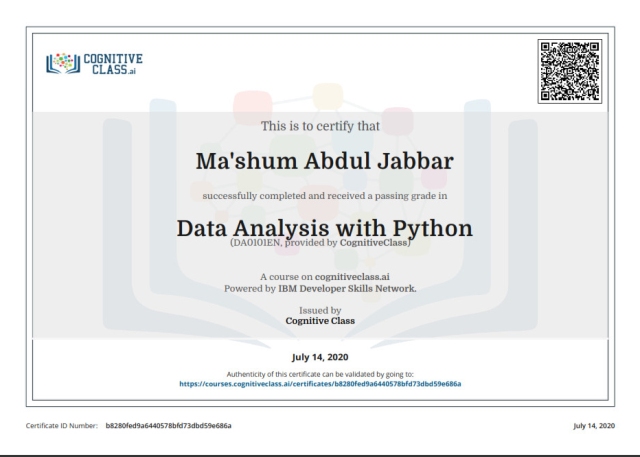 COGNITIVE
CLASS.ai
This is to certify that
Ma'shum Abdul Jabbar
successfully completed and received a passing grade in
Data Analysis with Python
(DA0101EN, provided by CognitiveClass)
A course on cognitiveclass.ai
Powered by IBM Developer Skills Network.
Issued by
Cognitive Class
July 14, 2020
Authenticity of this certificate can be validated by going to:
https://courses.cognitiveclass.ai/certificates/b8280fed9a6440578bfd73dbd59e686a
Certificate ID Number: b8280fed9a6440578bfd73dbd59e686a
July 14, 2020